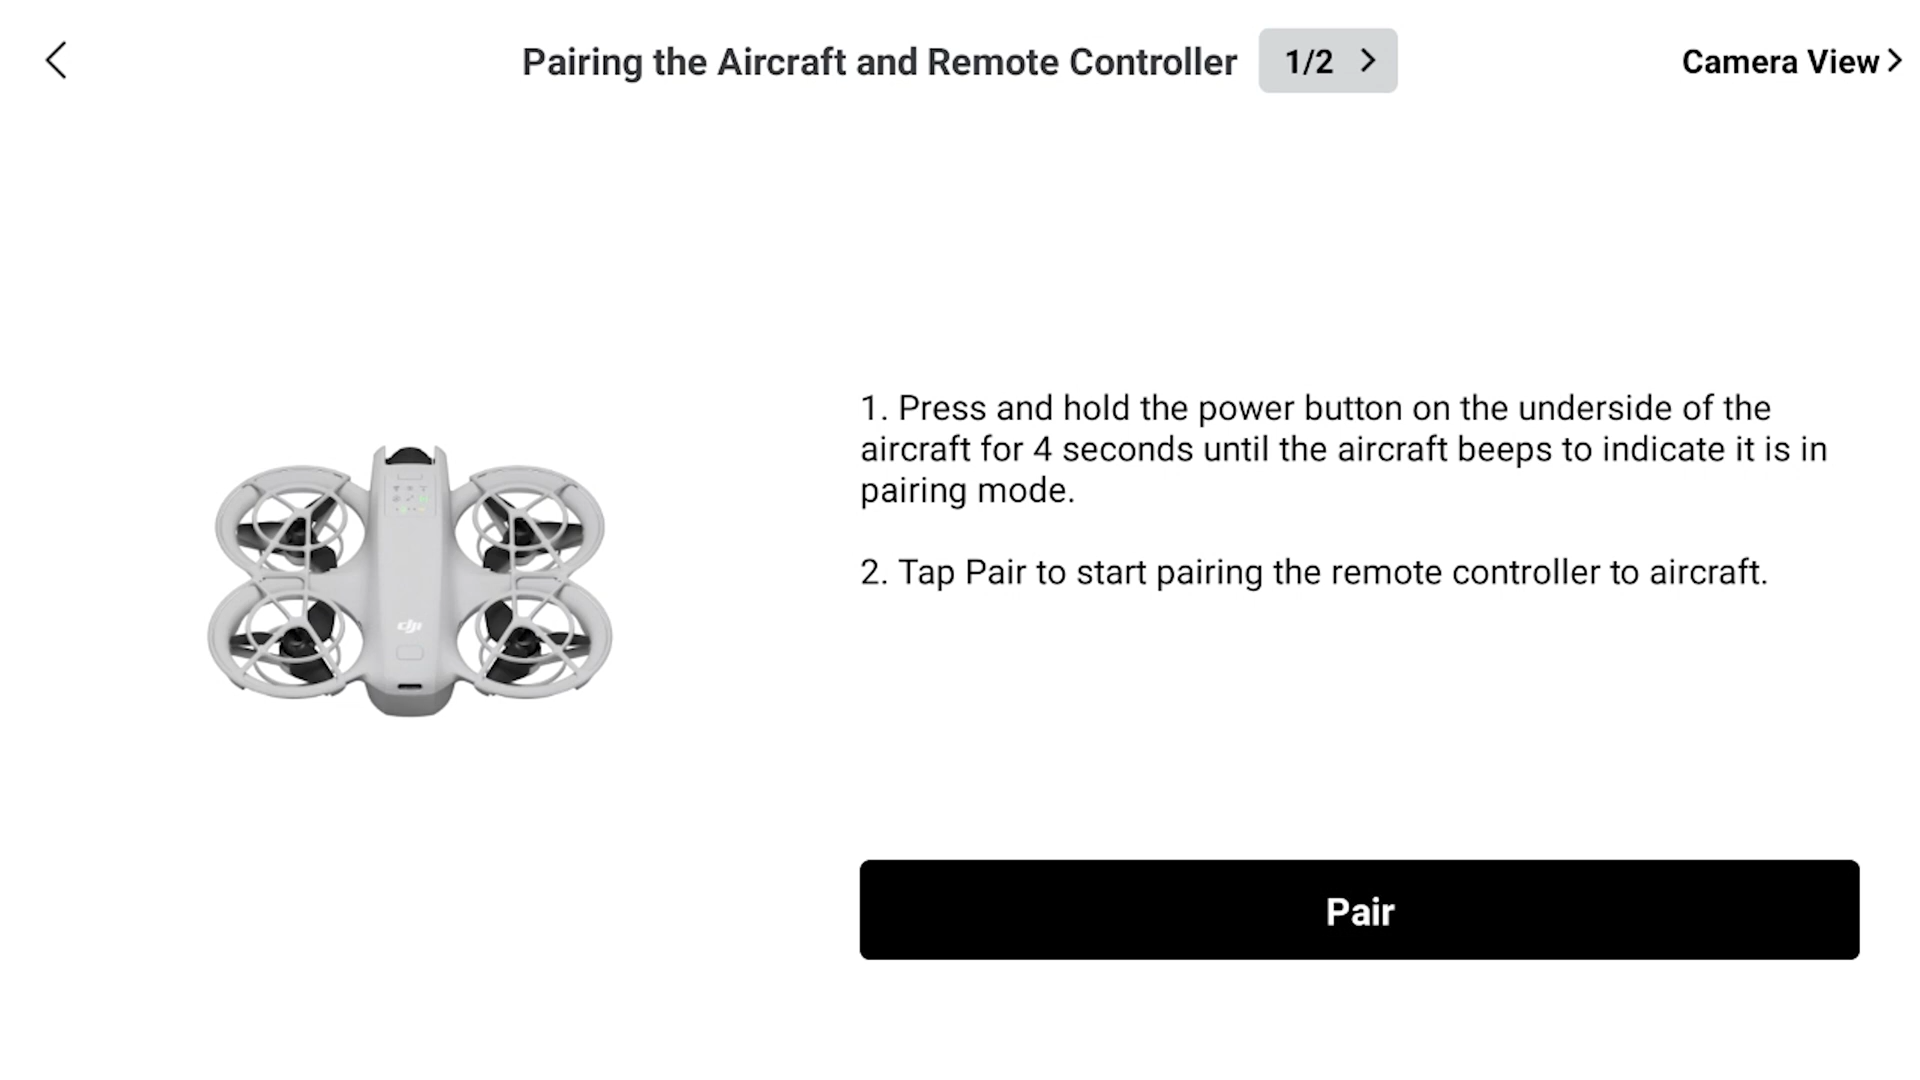 Pairing the Aircraft and Remote Controller
1/2
Camera View
1. Press and hold the power button on the underside of the
aircraft for 4 seconds until the aircraft beeps to indicate it is in
pairing mode.
2. Tap Pair to start pairing the remote controller to aircraft.
dji
Pair